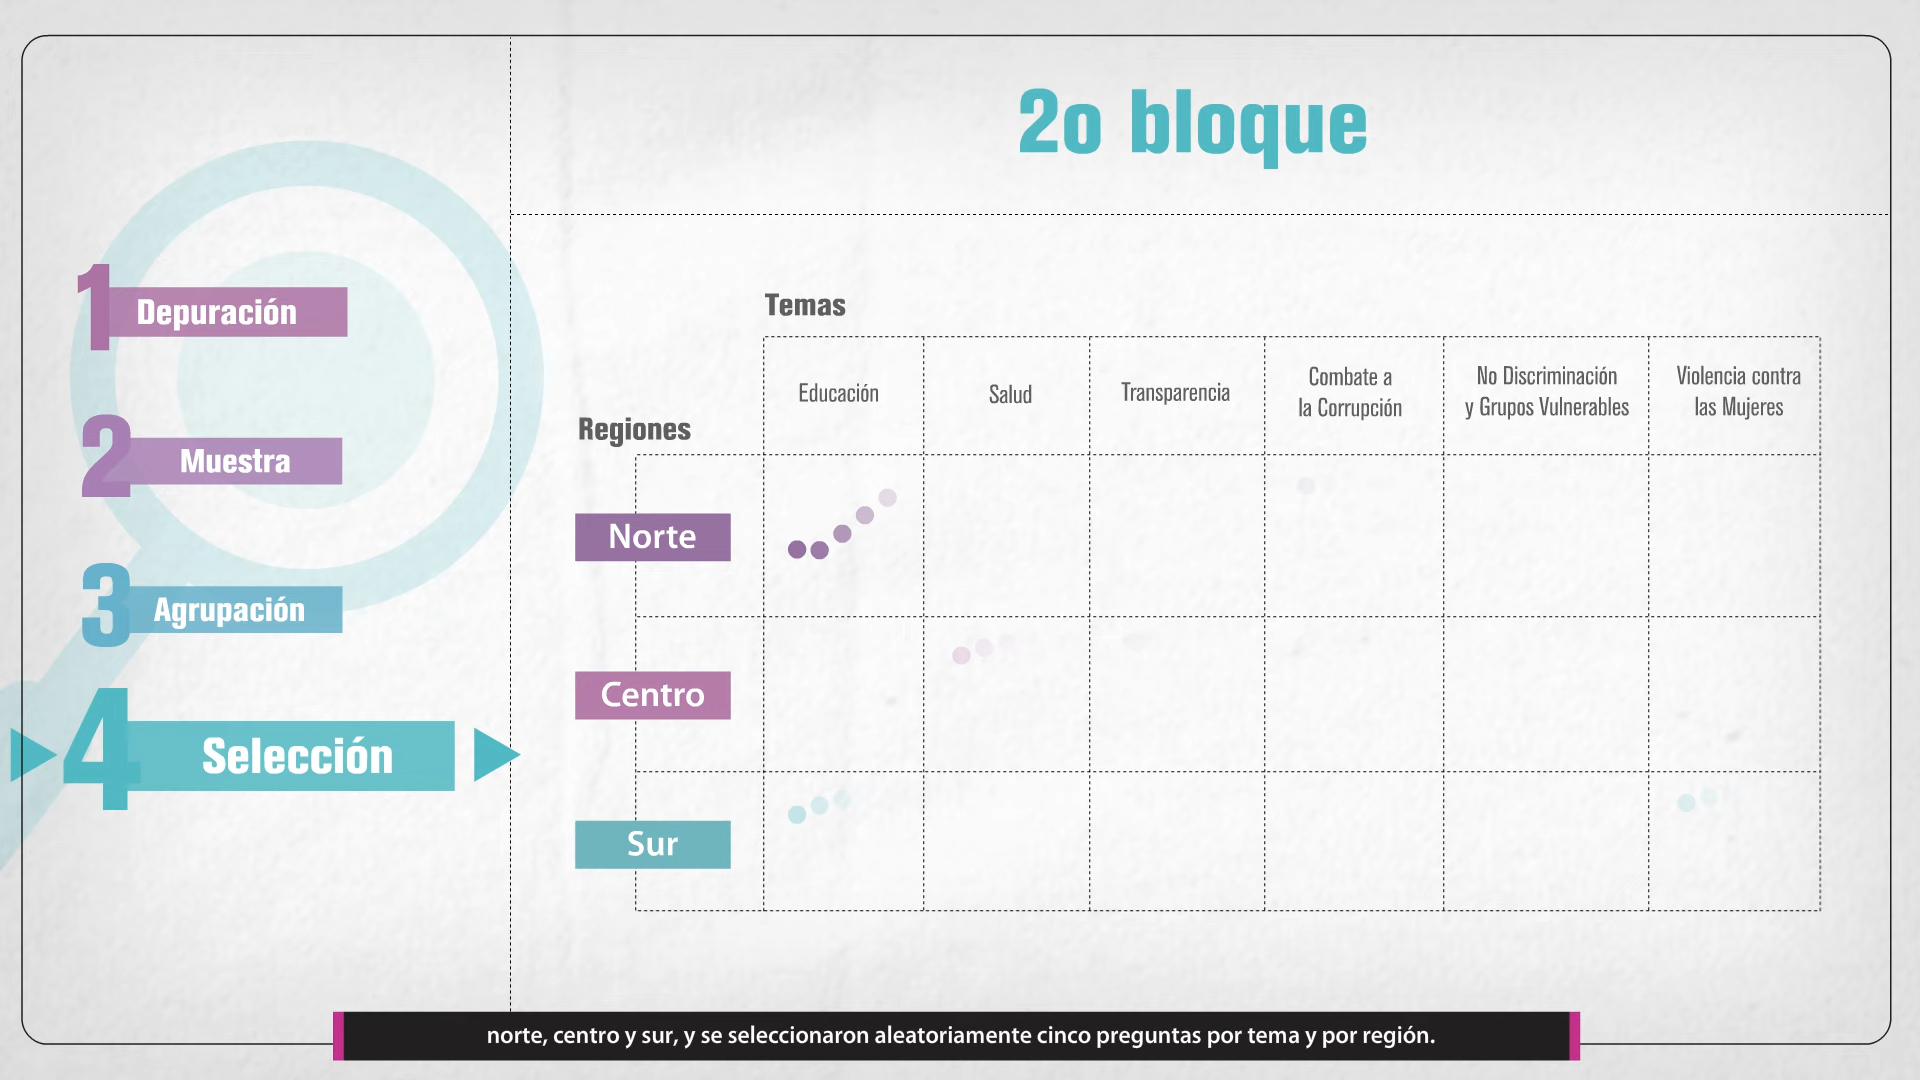 2o bloque
1 Depuración
2 Muestra
3 Agrupación
4 Selección
Temas
Regiones
Educación
Salud
Transparencia
Combate a
la Corrupción
No Discriminación
y Grupos Vulnerables
Violencia contra
las Mujeres
Norte
Centro
Sur
norte, centro y sur, y se seleccionaron aleatoriamente cinco preguntas por tema y por región.